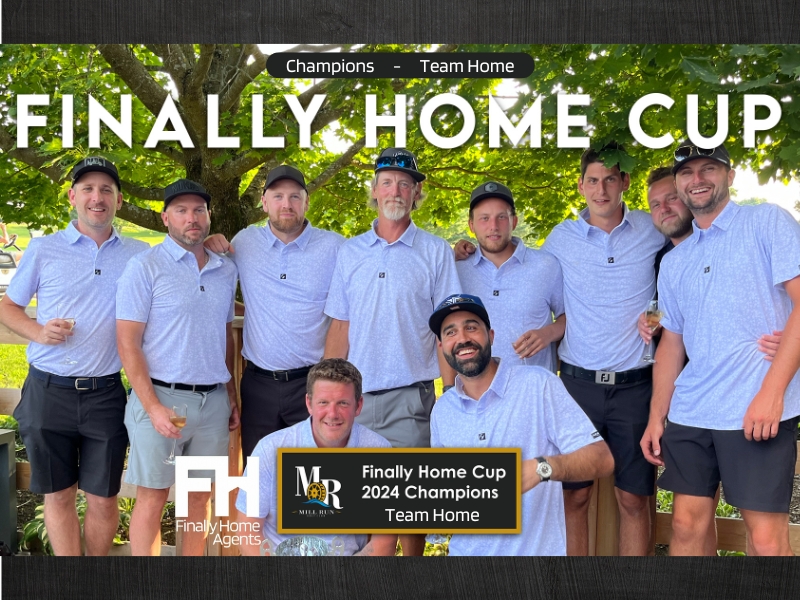 Champions - Team Home
FINALLY HOME CUP
FH
Finally Home
Agents
MR
MILL RUN
Finally Home Cup
2024 Champions
Team Home
FJ